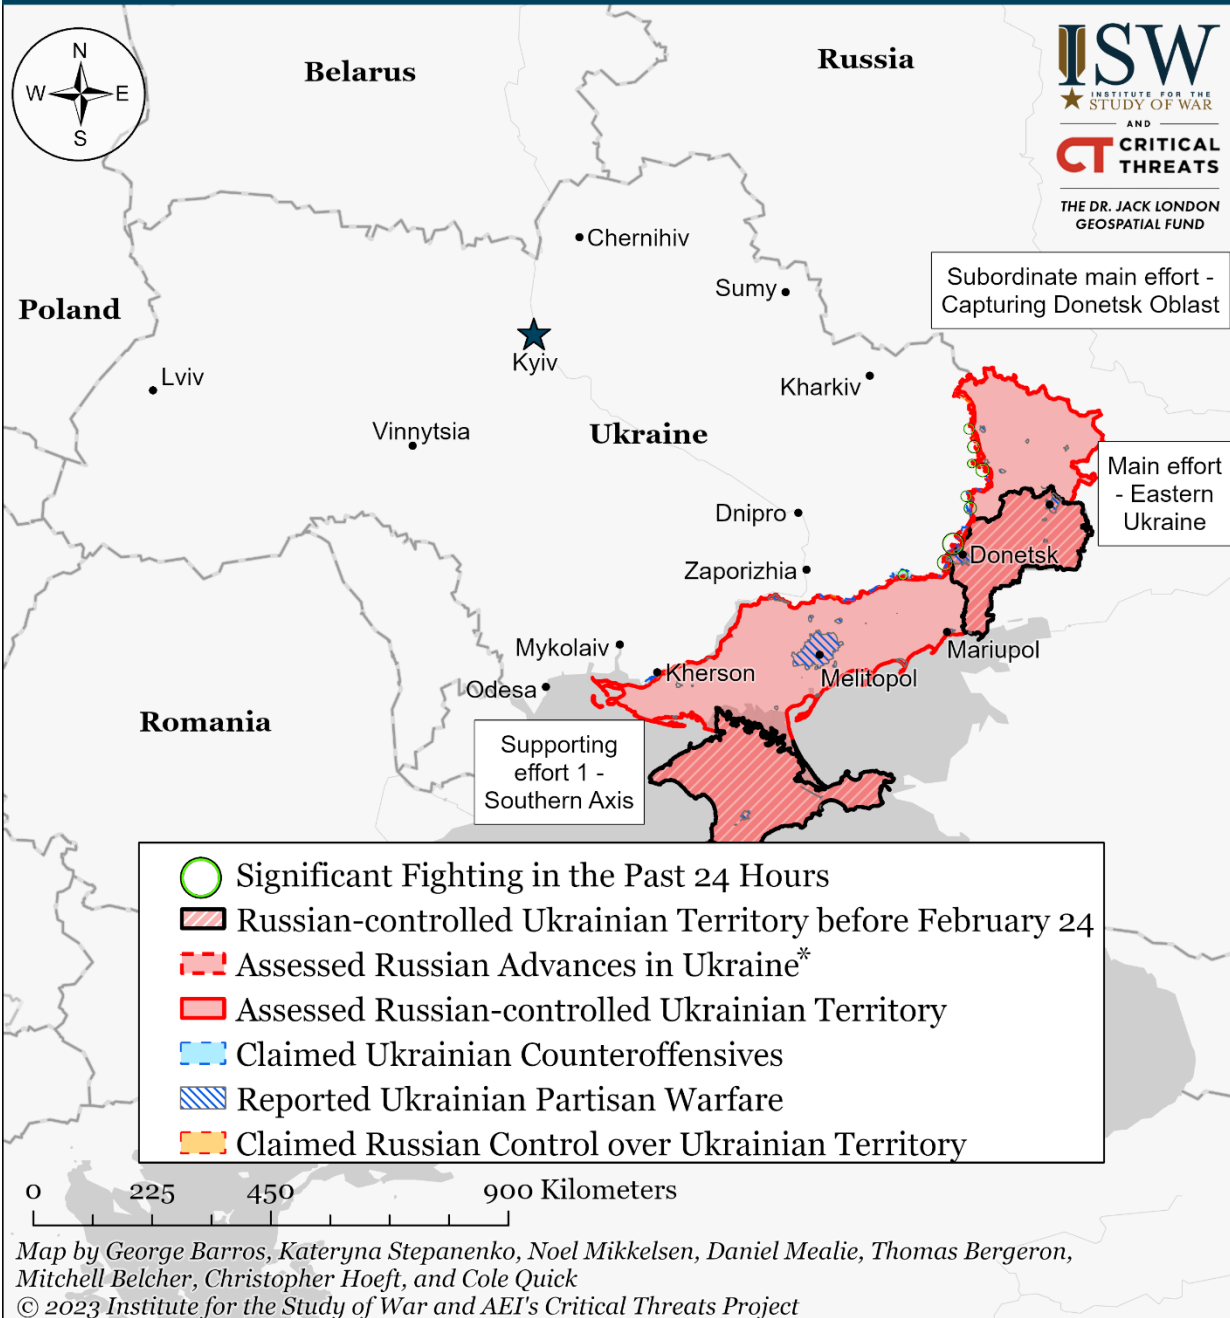 N
W E
S
Belarus
Russia
ISW
INSTITUTE FOR THE
STUDY OF WAR
AND
CT CRITICAL
THREATS
THE DR. JACK LONDON
GEOSPATIAL FUND
Chernihiv
Subordinate main effort -
Capturing Donetsk Oblast
Sumy
Poland
Kyiv
Lviv
Kharkiv
Vinnytsia
Ukraine
Main effort
- Eastern
Ukraine
Dnipro
Donetsk
Zaporizhia
Mykolaiv
Mariupol
Kherson
Melitopol
Odesa
Romania
Supporting
effort 1 -
Southern Axis
Significant Fighting in the Past 24 Hours
Russian-controlled Ukrainian Territory before February 24
Assessed Russian Advances in Ukraine*
Assessed Russian-controlled Ukrainian Territory
Claimed Ukrainian Counteroffensives
Reported Ukrainian Partisan Warfare
Claimed Russian Control over Ukrainian Territory
0 225 450 900 Kilometers
Map by George Barros, Kateryna Stepanenko, Noel Mikkelsen, Daniel Mealie, Thomas Bergeron,
Mitchell Belcher, Christopher Hoeft, and Cole Quick
© 2023 Institute for the Study of War and AEI's Critical Threats Project